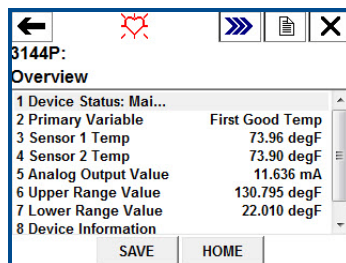 3144P:
Overview
1 Device Status: Mai...
2 Primary Variable First Good Temp
3 Sensor 1 Temp 73.96 degF
4 Sensor 2 Temp 73.90 degF
5 Analog Output Value 11.636 mA
6 Upper Range Value 130.795 degF
7 Lower Range Value 22.010 degF
8 Device Information
SAVE HOME